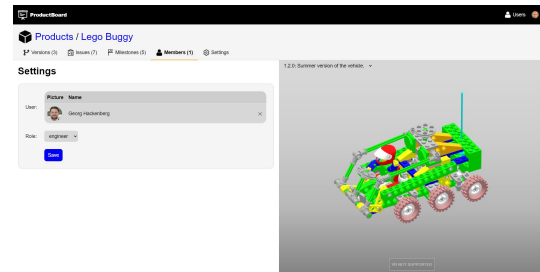 ProductBoard
Users
Products / Lego Buggy
Versions (3)
Issues (7)
Milestones (5)
Members (1)
Settings
Settings
1.2.0: Summer version of the vehicle.
Picture Name
User:
Georg Hackenberg
×
Role:
engineer
Save